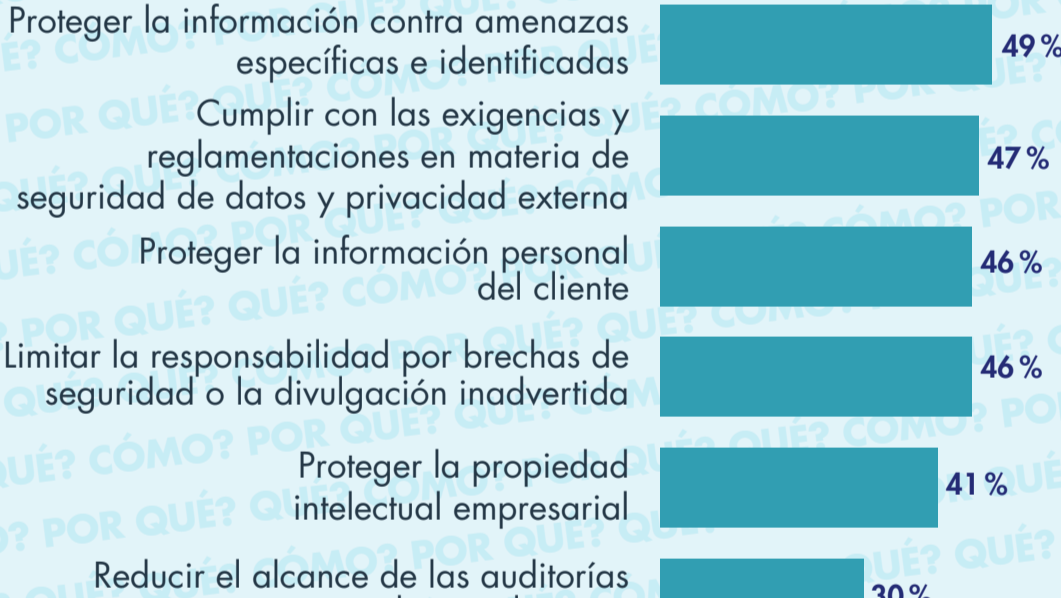 Proteger la información contra amenazas
específicas e identificadas
49 %
Cumplir con las exigencias y
reglamentaciones en materia de
seguridad de datos y privacidad externa
47 %
Proteger la información personal
del cliente
46 %
Limitar la responsabilidad por brechas de
seguridad o la divulgación inadvertida
46 %
Proteger la propiedad
intelectual empresarial
41 %
Reducir el alcance de las auditorías
30 %